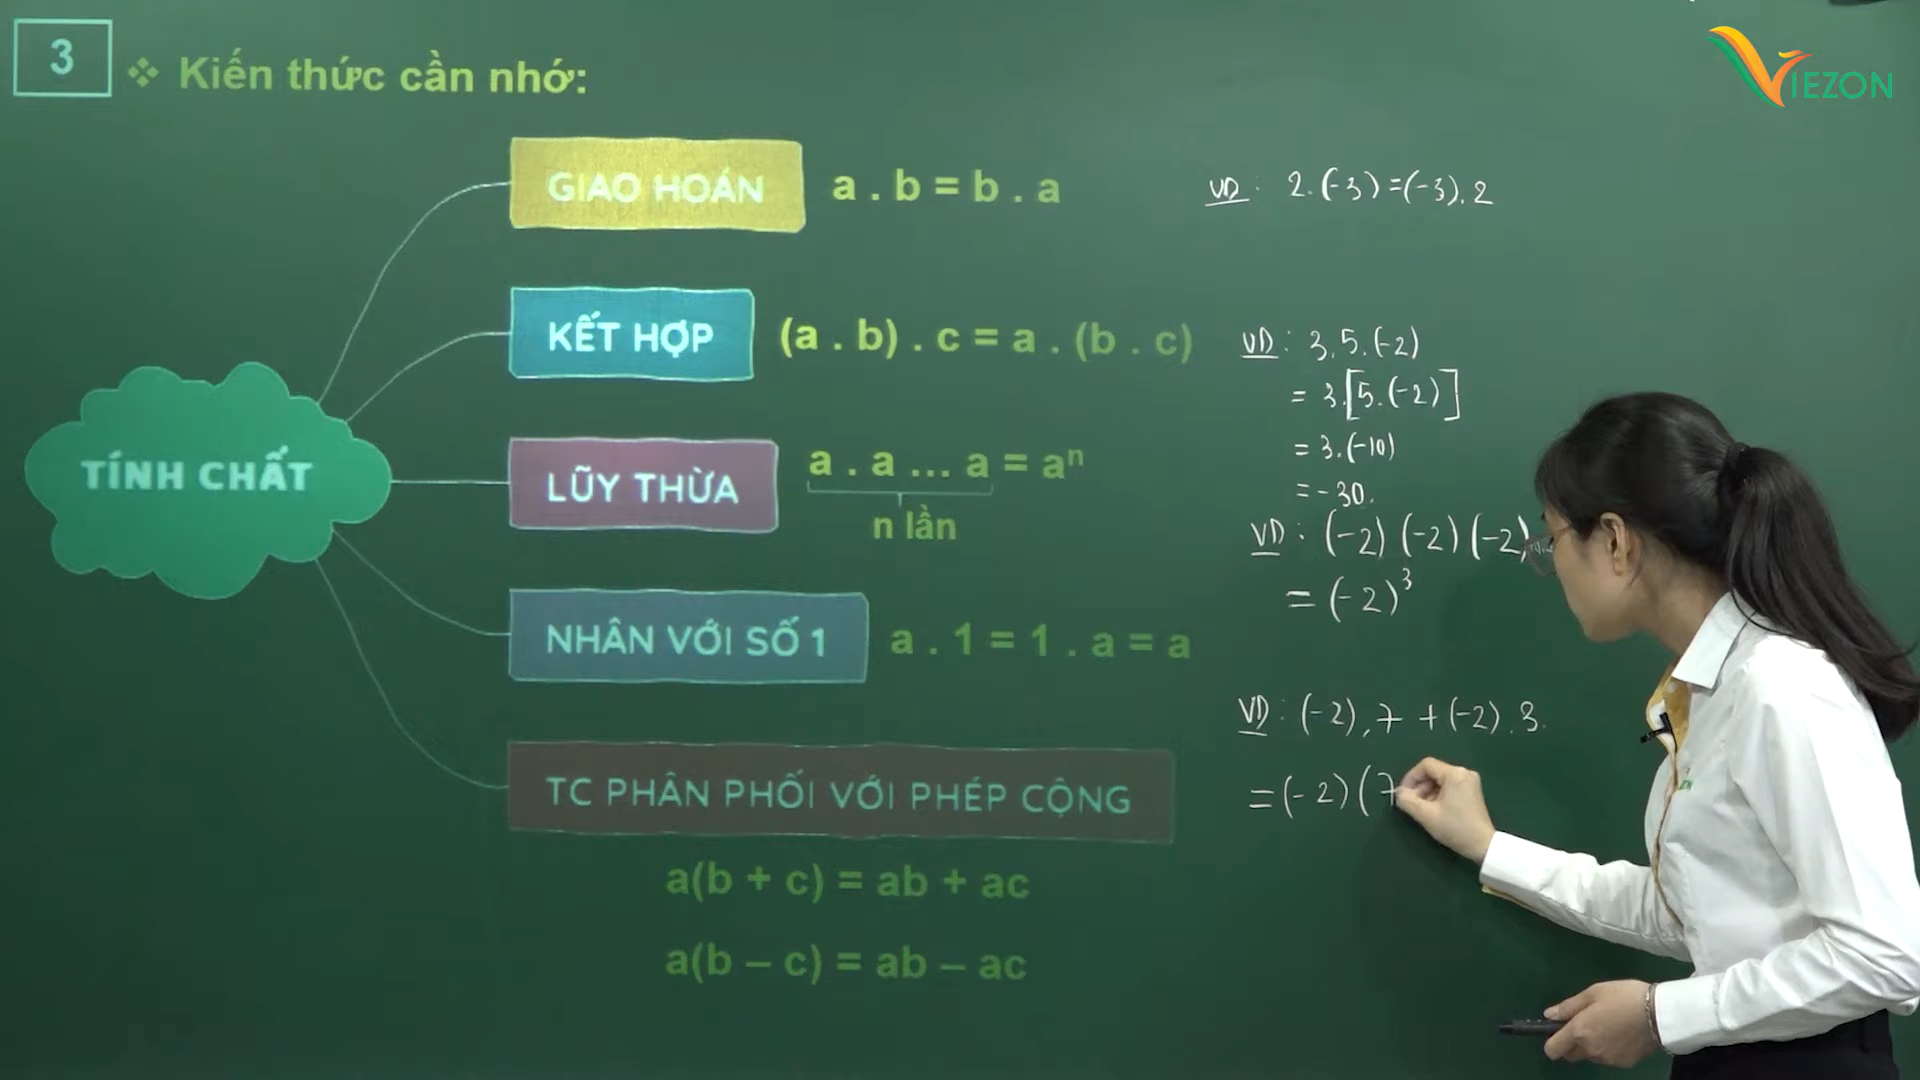 3
❖ Kiến thức cần nhớ:
VIEZON
TÍNH CHẤT
GIAO HOÁN a . b = b . a
VD: 2.(-3) = (-3).2
KẾT HỢP (a . b) . c = a . (b . c)
VD: 3.5.(-2)
= 3.[5.(-2)]
= 3.(-10)
= -30.
LŨY THỪA a . a ... a = aⁿ
n lần
VD: (-2) (-2) (-2)
= (-2)³
NHÂN VỚI SỐ 1 a . 1 = 1 . a = a
TC PHÂN PHỐI VỚI PHÉP CỘNG
a(b + c) = ab + ac
a(b – c) = ab – ac
VD: (-2).7 + (-2).3.
= (-2) (7